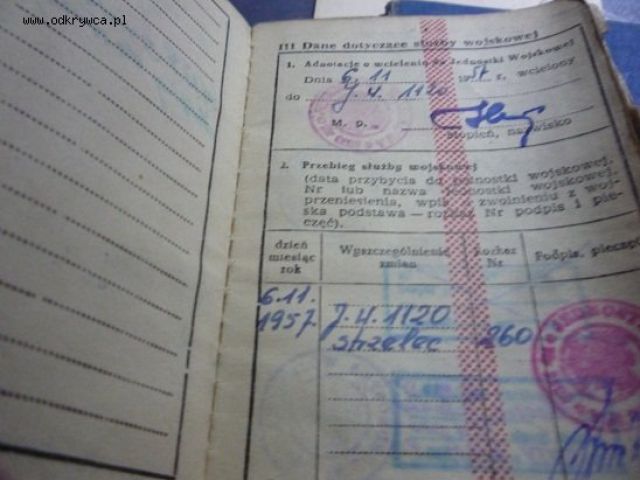 www.odkrywca.pl
III Dane dotyczące służby wojskowej
1. Adnotacje o wcieleniu do Jednostki Wojskowej
Dnia 6.11 1957 r, wcielony
do J.W. 1120
M. p.
stopień, nazwisko
2. Przebieg służby wojskowej
(data przybycia do jednostki wojskowej,
Nr lub nazwa jednostki wojskowej,
przeniesienia, wpis o zwolnieniu z woj-
ska podstawa — rozkaz Nr podpis i pie-
częć).
dzień
miesiąc
rok
Wyszczególnienie
zmian
Rozkaz
Nr
Podpis, pieczęć
6.11.
1957. J.W. 1120
strzelec 260